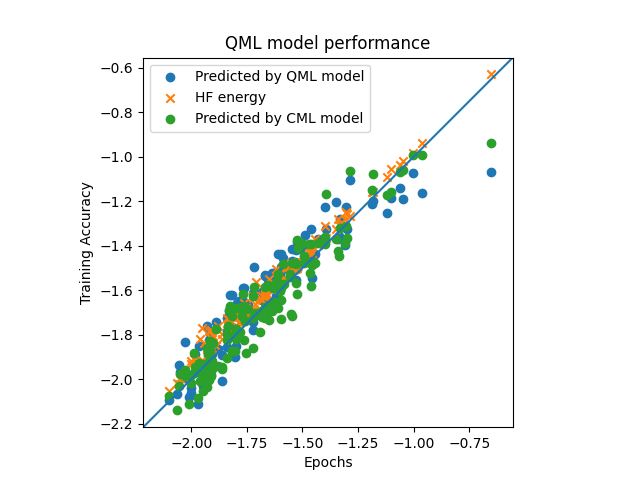 QML model performance
Predicted by QML model
HF energy
Predicted by CML model
Training Accuracy
−0.6
−0.8
−1.0
−1.2
−1.4
−1.6
−1.8
−2.0
−2.2
−2.00 −1.75 −1.50 −1.25 −1.00 −0.75
Epochs